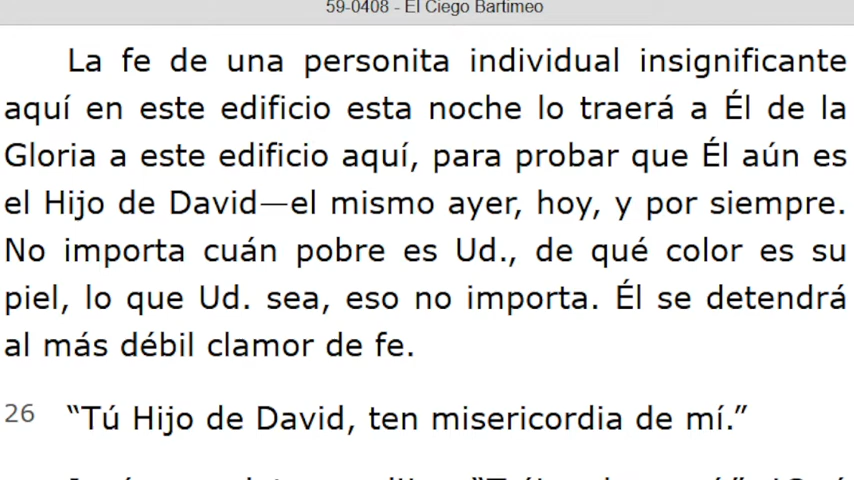 59-0408 - El Ciego Bartimeo
La fe de una personita individual insignificante
aquí en este edificio esta noche lo traerá a Él de la
Gloria a este edificio aquí, para probar que Él aún es
el Hijo de David—el mismo ayer, hoy, y por siempre.
No importa cuán pobre es Ud., de qué color es su
piel, lo que Ud. sea, eso no importa. Él se detendrá
al más débil clamor de fe.
26 “Tú Hijo de David, ten misericordia de mí.”